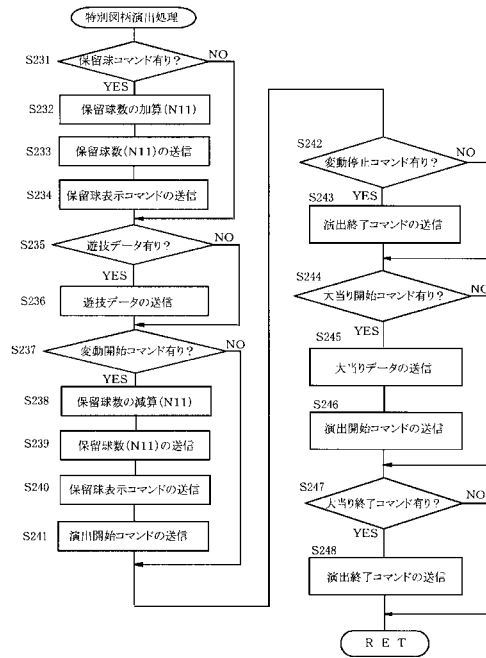 特別図柄演出処理
S231
保留球コマンド有り？
NO
YES
S232
保留球数の加算(N11)
S233
保留球数(N11)の送信
S234
保留球表示コマンドの送信
S235
遊技データ有り？
NO
YES
S236
遊技データの送信
S237
変動開始コマンド有り？
NO
YES
S238
保留球数の減算(N11)
S239
保留球数(N11)の送信
S240
保留球表示コマンドの送信
S241
演出開始コマンドの送信
S242
変動停止コマンド有り？
NO
YES
S243
演出終了コマンドの送信
S244
大当り開始コマンド有り？
NO
YES
S245
大当りデータの送信
S246
演出開始コマンドの送信
S247
大当り終了コマンド有り？
NO
YES
S248
演出終了コマンドの送信
R E T